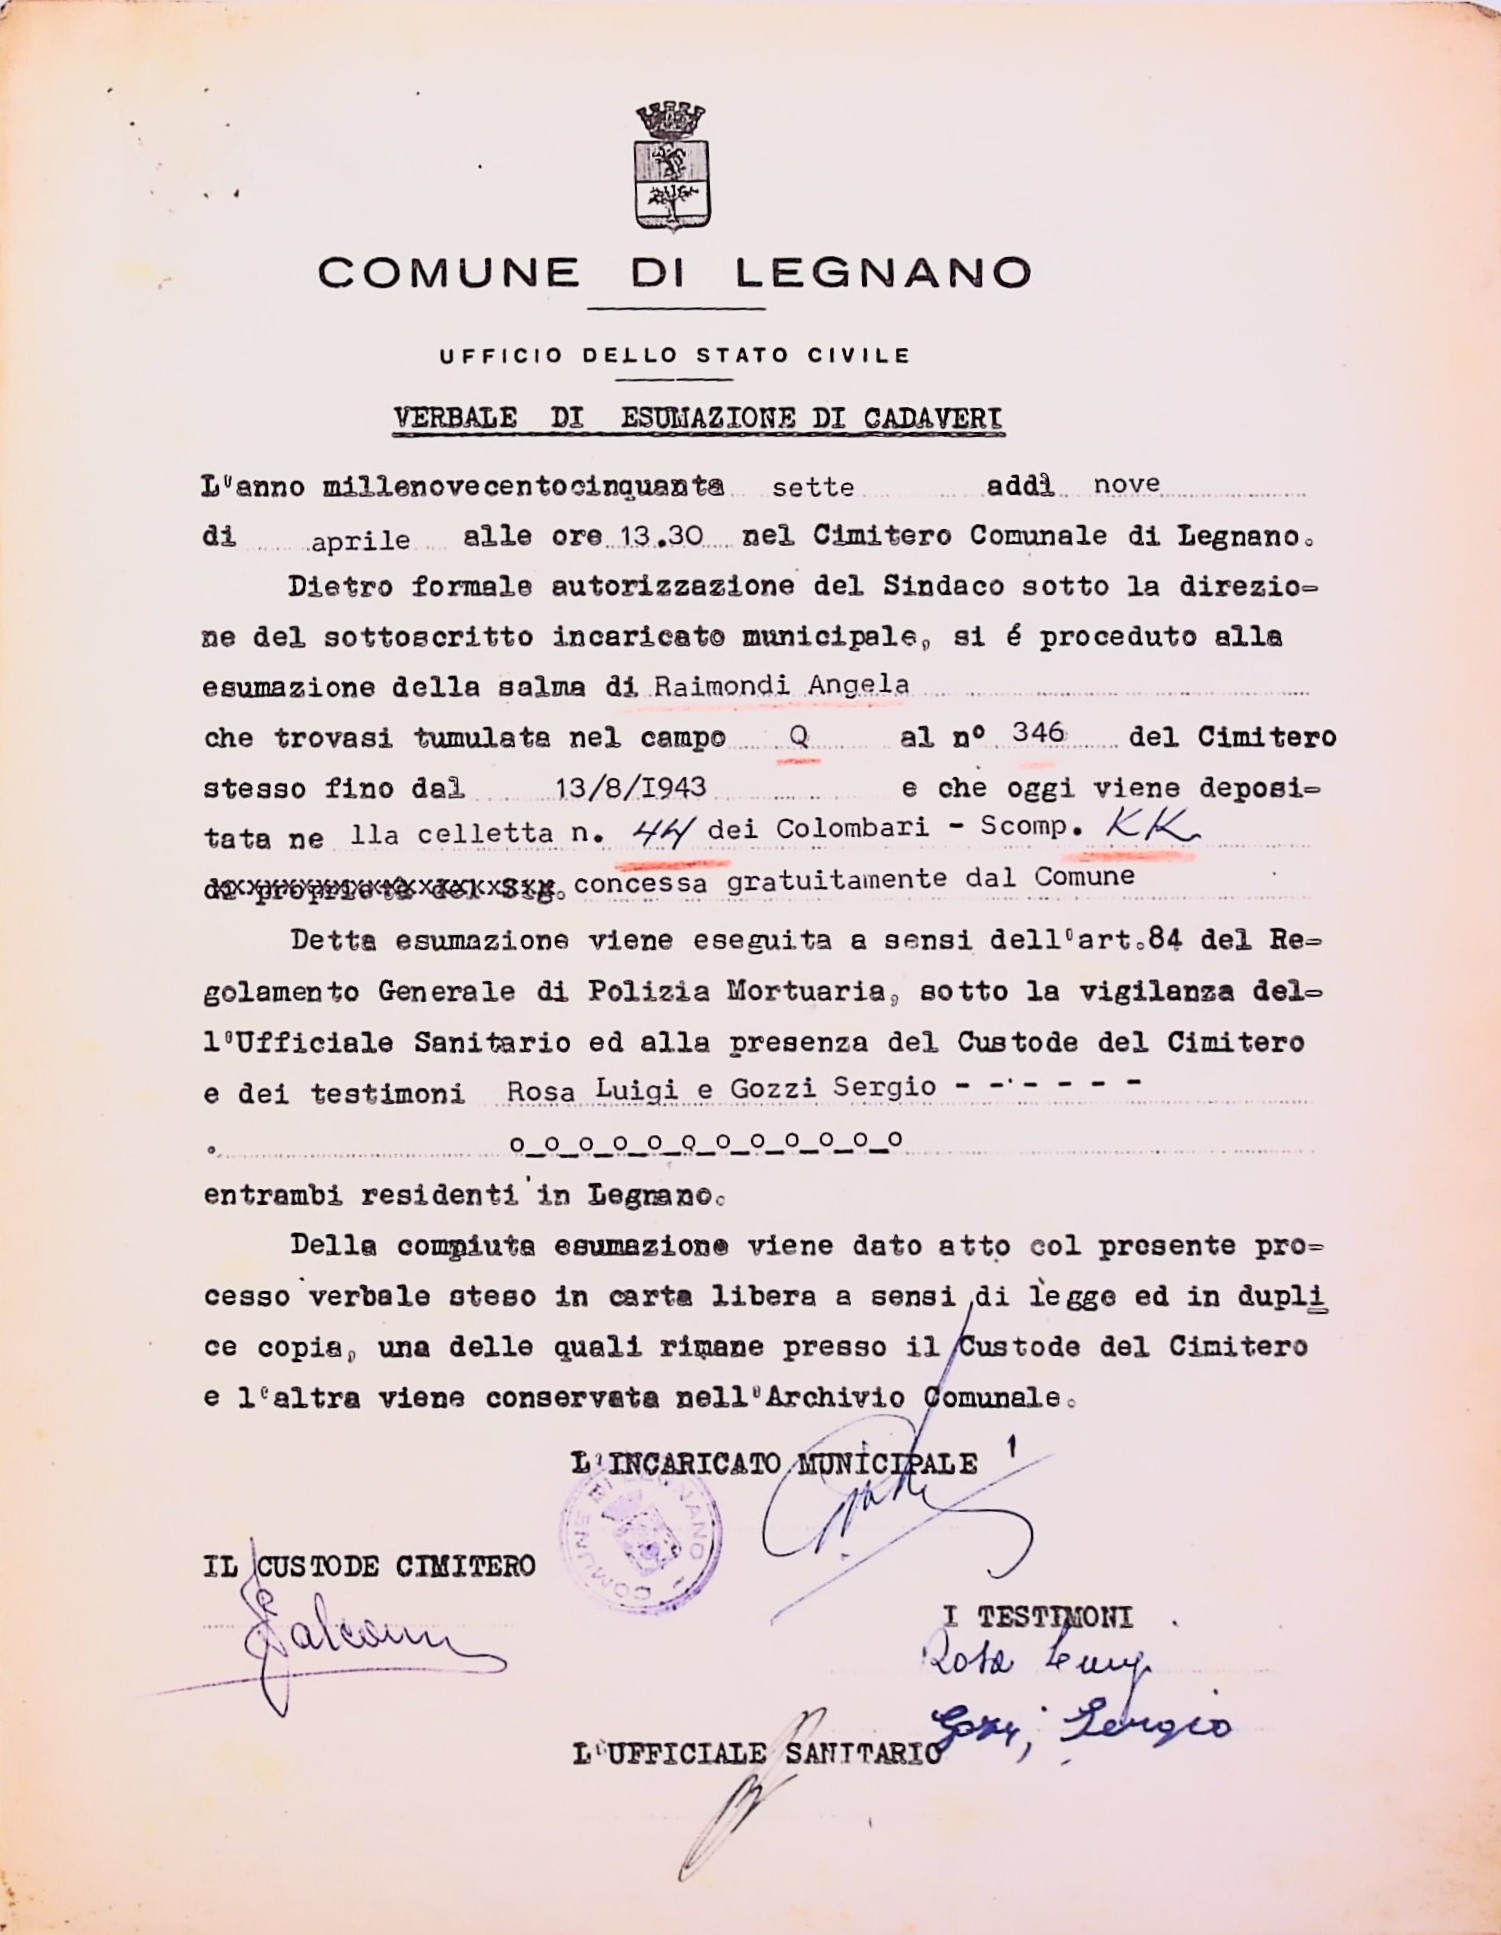 COMUNE DI LEGNANO
UFFICIO DELLO STATO CIVILE
VERBALE DI ESUMAZIONE DI CADAVERI
L'anno millenovecentocinquanta sette addì nove
di aprile alle ore 13.30 nel Cimitero Comunale di Legnano.
Dietro formale autorizzazione del Sindaco sotto la direzio=
ne del sottoscritto incaricato municipale, si é proceduto alla
esumazione della salma di Raimondi Angela
che trovasi tumulata nel campo Q al n° 346 del Cimitero
stesso fino dal 13/8/I943 e che oggi viene deposi=
tata ne lla celletta n. 44 dei Colombari - Scomp. KK
di proprietà del Sig. concessa gratuitamente dal Comune
Detta esumazione viene eseguita a sensi dell'art.84 del Re=
golamento Generale di Polizia Mortuaria, sotto la vigilanza del=
l'Ufficiale Sanitario ed alla presenza del Custode del Cimitero
e dei testimoni Rosa Luigi e Gozzi Sergio - - - - - -
. o_o_o_o_o_o_o_o_o_o_o_o
entrambi residenti in Legnano.
Della compiuta esumazione viene dato atto col presente pro=
cesso verbale steso in carta libera a sensi di lègge ed in dupli
ce copia, una delle quali rimane presso il Custode del Cimitero
e l'altra viene conservata nell'Archivio Comunale.
L'INCARICATO MUNICIPALE
COMUNE DI LEGNANO
IL CUSTODE CIMITERO
I TESTIMONI
Rosa Luigi
Gozzi Sergio
L'UFFICIALE SANITARIO